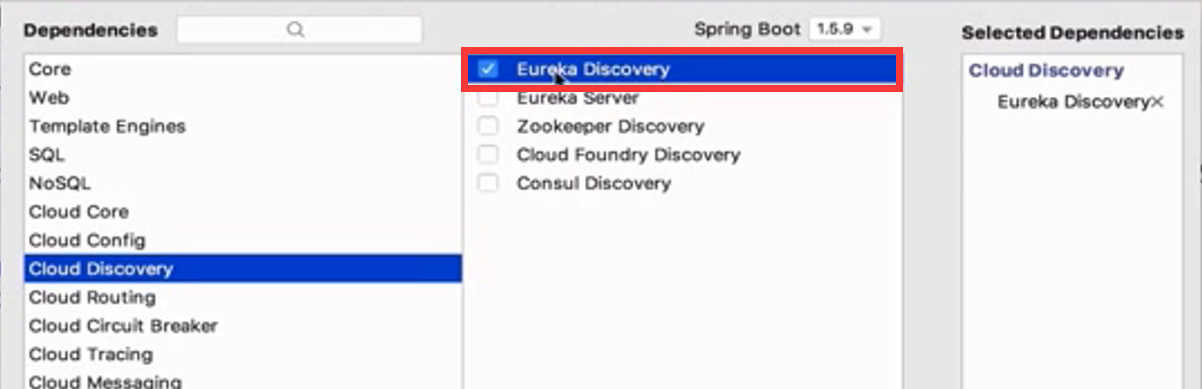 Dependencies
Spring Boot 1.5.9
Selected Dependencies
Core
Web
Template Engines
SQL
NoSQL
Cloud Core
Cloud Config
Cloud Discovery
Cloud Routing
Cloud Circuit Breaker
Cloud Tracing
Cloud Messaging
Eureka Discovery
Eureka Server
Zookeeper Discovery
Cloud Foundry Discovery
Consul Discovery
Cloud Discovery
Eureka Discovery×